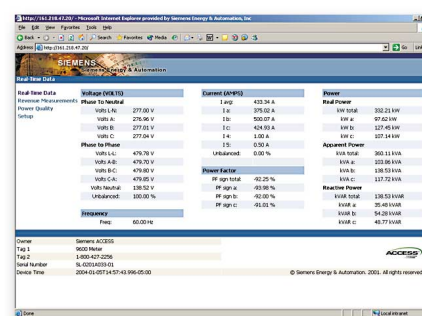 http://161.218.47.20/ - Microsoft Internet Explorer provided by Siemens Energy & Automation, Inc
File Edit View Favorites Tools Help
Back Search Favorites Media
Address http://161.218.47.20/ Go
SIEMENS
Siemens Energy & Automation
Real-Time Data
Real-Time Data
Revenue Measurements
Power Quality
Setup
Voltage (VOLTS)
Phase To Neutral
Volts L-N: 277.00 V
Volts A: 276.96 V
Volts B: 277.01 V
Volts C: 277.04 V
Phase to Phase
Volts L-L: 479.78 V
Volts A-B: 479.70 V
Volts B-C: 479.80 V
Volts C-A: 479.85 V
Volts Neutral: 138.52 V
Unbalanced: 100.00 %
Frequency
Freq: 60.00 Hz
Current (AMPS)
I avg: 433.34 A
I a: 375.02 A
I b: 500.07 A
I c: 424.93 A
I 4: 1.00 A
I 5: 0.50 A
Unbalanced: 0.00 %
Power Factor
PF sign total: -92.25 %
PF sign a: -93.98 %
PF sign b: -92.00 %
PF sign c: -91.01 %
Power
Real Power
kW total: 332.21 kW
kW a: 97.62 kW
kW b: 127.45 kW
kW c: 107.14 kW
Apparent Power
kVA total: 360.11 kVA
kVA a: 103.86 kVA
kVA b: 138.53 kVA
kVA c: 117.72 kVA
Reactive Power
kVAR total: 138.53 kVAR
kVAR a: 35.48 kVAR
kVAR b: 54.28 kVAR
kVAR c: 48.77 kVAR
Owner Siemens ACCESS
Tag 1 9600 Meter
Tag 2 1-800-427-2256
Serial Number SL-0201A033-01
Device Time 2004-01-05T14:57:43.996-05:00
ACCESS
© Siemens Energy & Automation. 2001. All rights reserved
Done
Local intranet